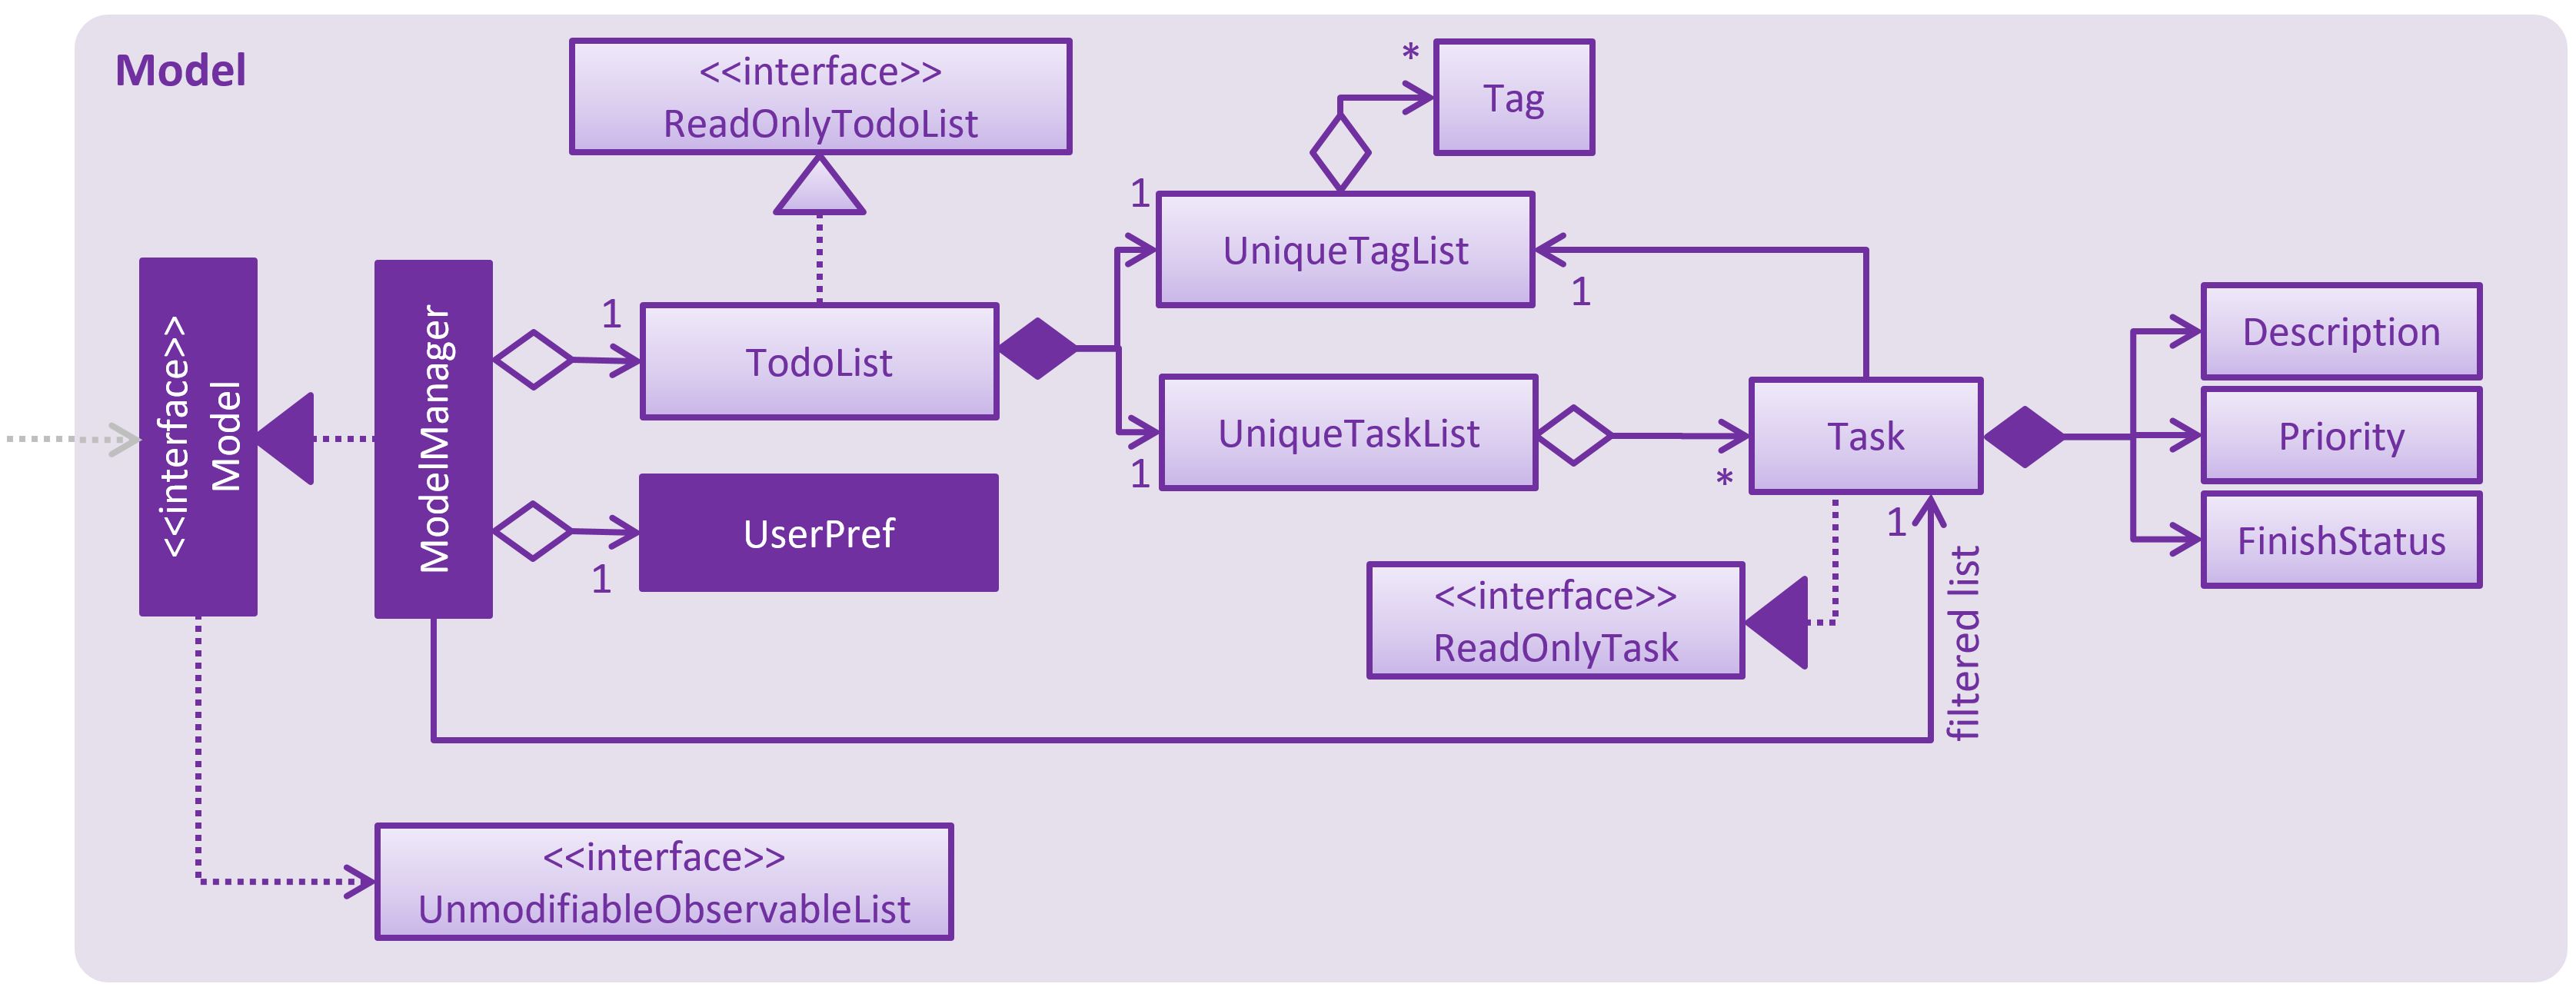 Model
<<interface>>
ReadOnlyTodoList
*
Tag
1
UniqueTagList
1
<<interface>>
Model
ModelManager
1
TodoList
1
UserPref
UniqueTaskList
1
*
Task
1
filtered list
Description
Priority
FinishStatus
<<interface>>
ReadOnlyTask
<<interface>>
UnmodifiableObservableList